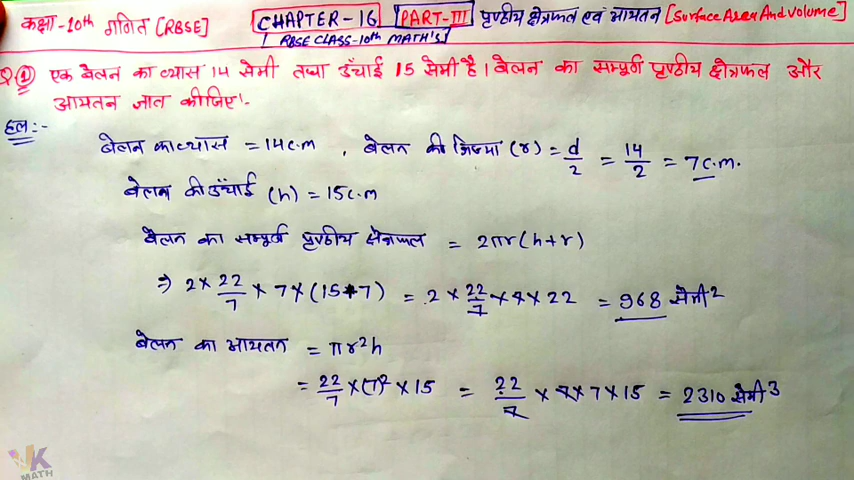 कक्षा-10th गणित [RBSE] CHAPTER-16 PART-III पृष्ठीय क्षेत्रफल एवं आयतन [Surface Area And Volume]
RBSE CLASS-10th MATH'S
Q.① एक बेलन का व्यास 14 सेमी तथा ऊँचाई 15 सेमी है। बेलन का सम्पूर्ण पृष्ठीय क्षेत्रफल और
आयतन ज्ञात कीजिए।-
हल:-
बेलन का व्यास = 14c.m , बेलन की त्रिज्या (r) = d/2 = 14/2 = 7c.m.
बेलन की ऊँचाई (h) = 15c.m
बेलन का सम्पूर्ण पृष्ठीय क्षेत्रफल = 2πr(h+r)
⇒ 2 × 22/7 × 7 × (15+7) = 2 × 22/7 × 7 × 22 = 968 सेमी²
बेलन का आयतन = πr²h
= 22/7 × (7)² × 15 = 22/7 × 7 × 7 × 15 = 2310 सेमी³
VK
MATH